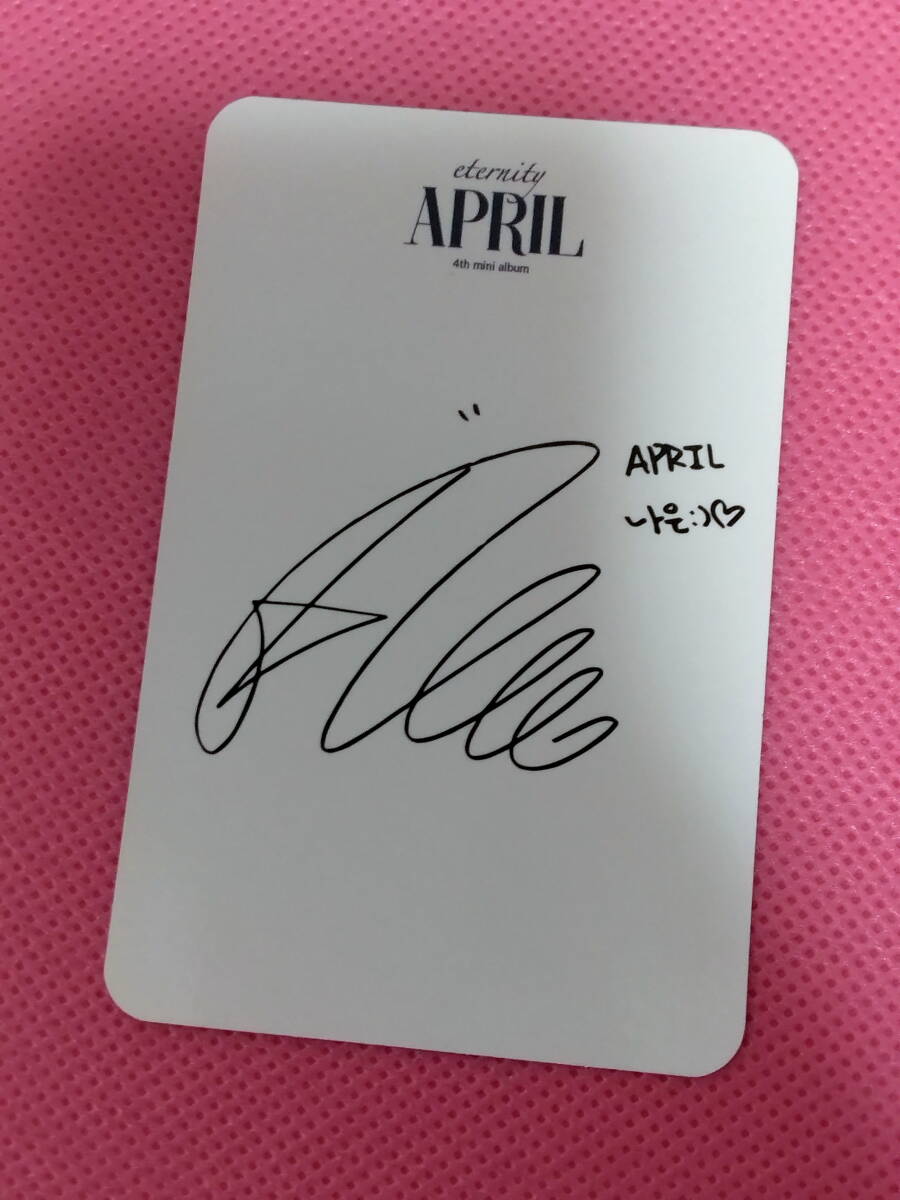 eternity
APRIL
4th mini album
APRIL
나은:)♡